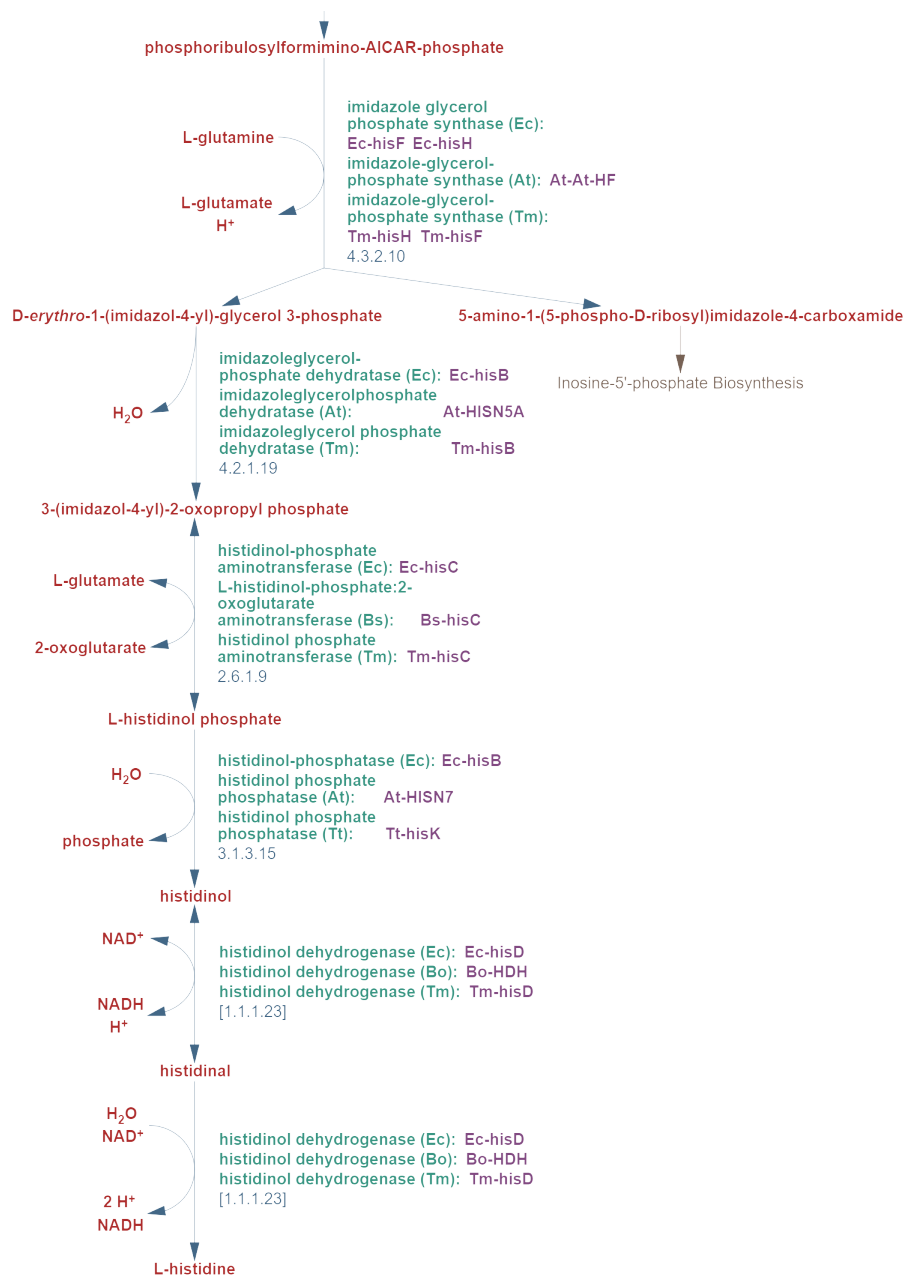 phosphoribulosylformimino-AICAR-phosphate
imidazole glycerol
phosphate synthase (Ec):
L-glutamine
Ec-hisF Ec-hisH
imidazole-glycerol-
phosphate synthase (At): At-At-HF
imidazole-glycerol-
L-glutamate
phosphate synthase (Tm):
H⁺
Tm-hisH Tm-hisF
4.3.2.10
D-erythro-1-(imidazol-4-yl)-glycerol 3-phosphate
5-amino-1-(5-phospho-D-ribosyl)imidazole-4-carboxamide
imidazoleglycerol-
phosphate dehydratase (Ec): Ec-hisB
Inosine-5'-phosphate Biosynthesis
imidazoleglycerolphosphate
H₂O
dehydratase (At): At-HISN5A
imidazoleglycerol phosphate
dehydratase (Tm): Tm-hisB
4.2.1.19
3-(imidazol-4-yl)-2-oxopropyl phosphate
histidinol-phosphate
aminotransferase (Ec): Ec-hisC
L-glutamate
L-histidinol-phosphate:2-
oxoglutarate
aminotransferase (Bs): Bs-hisC
histidinol phosphate
2-oxoglutarate
aminotransferase (Tm): Tm-hisC
2.6.1.9
L-histidinol phosphate
histidinol-phosphatase (Ec): Ec-hisB
H₂O
histidinol phosphate
phosphatase (At): At-HISN7
histidinol phosphate
phosphatase (Tt): Tt-hisK
phosphate
3.1.3.15
histidinol
NAD⁺
histidinol dehydrogenase (Ec): Ec-hisD
histidinol dehydrogenase (Bo): Bo-HDH
histidinol dehydrogenase (Tm): Tm-hisD
NADH
[1.1.1.23]
H⁺
histidinal
H₂O
NAD⁺
histidinol dehydrogenase (Ec): Ec-hisD
histidinol dehydrogenase (Bo): Bo-HDH
histidinol dehydrogenase (Tm): Tm-hisD
2 H⁺
[1.1.1.23]
NADH
L-histidine